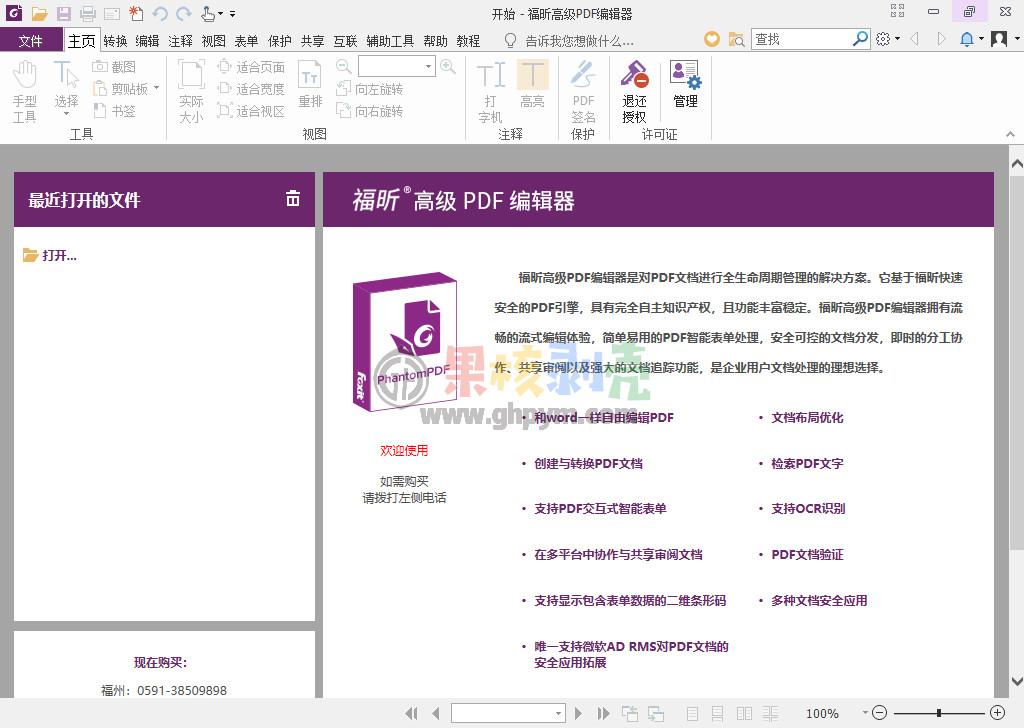 开始 - 福昕高级PDF编辑器
文件 主页 转换 编辑 注释 视图 表单 保护 共享 互联 辅助工具 帮助 教程 告诉我您想做什么... 查找
手型
工具
选择
截图
剪贴板
书签
工具
实际
大小
适合页面
适合宽度
适合视区
重排
向左旋转
向右旋转
视图
打
字机
高亮
注释
PDF
签名
保护
退还
授权
管理
许可证
最近打开的文件
打开...
福昕®高级 PDF 编辑器
福昕高级PDF编辑器是对PDF文档进行全生命周期管理的解决方案。它基于福昕快速
安全的PDF引擎，具有完全自主知识产权，且功能丰富稳定。福昕高级PDF编辑器拥有流
畅的流式编辑体验，简单易用的PDF智能表单处理，安全可控的文档分发，即时的分工协
作、共享审阅以及强大的文档追踪功能，是企业用户文档处理的理想选择。
Foxit
PhantomPDF
果核剥壳
www.ghpym.com
欢迎使用
如需购买
请拨打左侧电话
• 和word一样自由编辑PDF
• 文档布局优化
• 创建与转换PDF文档
• 检索PDF文字
• 支持PDF交互式智能表单
• 支持OCR识别
• 在多平台中协作与共享审阅文档
• PDF文档验证
• 支持显示包含表单数据的二维条形码
• 多种文档安全应用
• 唯一支持微软AD RMS对PDF文档的
安全应用拓展
现在购买:
福州：0591-38509898
100%